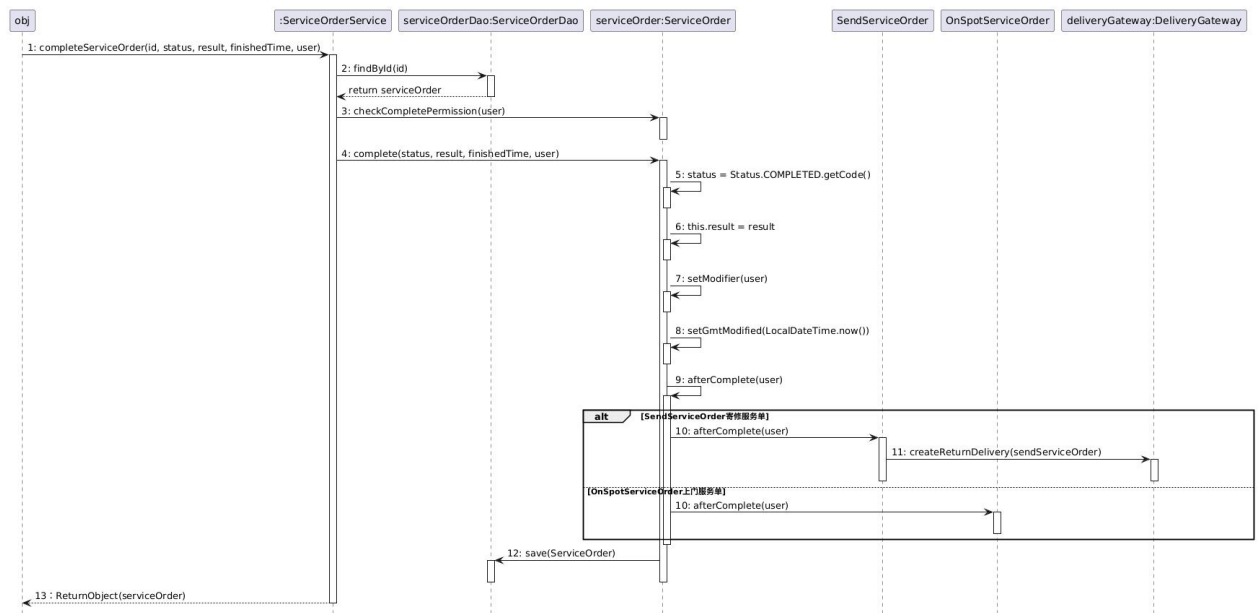 obj
:ServiceOrderService
serviceOrderDao:ServiceOrderDao
serviceOrder:ServiceOrder
SendServiceOrder
OnSpotServiceOrder
deliveryGateway:DeliveryGateway
1: completeServiceOrder(id, status, result, finishedTime, user)
2: findById(id)
return serviceOrder
3: checkCompletePermission(user)
4: complete(status, result, finishedTime, user)
5: status = Status.COMPLETED.getCode()
6: this.result = result
7: setModifier(user)
8: setGmtModified(LocalDateTime.now())
9: afterComplete(user)
alt [SendServiceOrder寄修服务单]
10: afterComplete(user)
11: createReturnDelivery(sendServiceOrder)
[OnSpotServiceOrder上门服务单]
10: afterComplete(user)
12: save(ServiceOrder)
13：ReturnObject(serviceOrder)